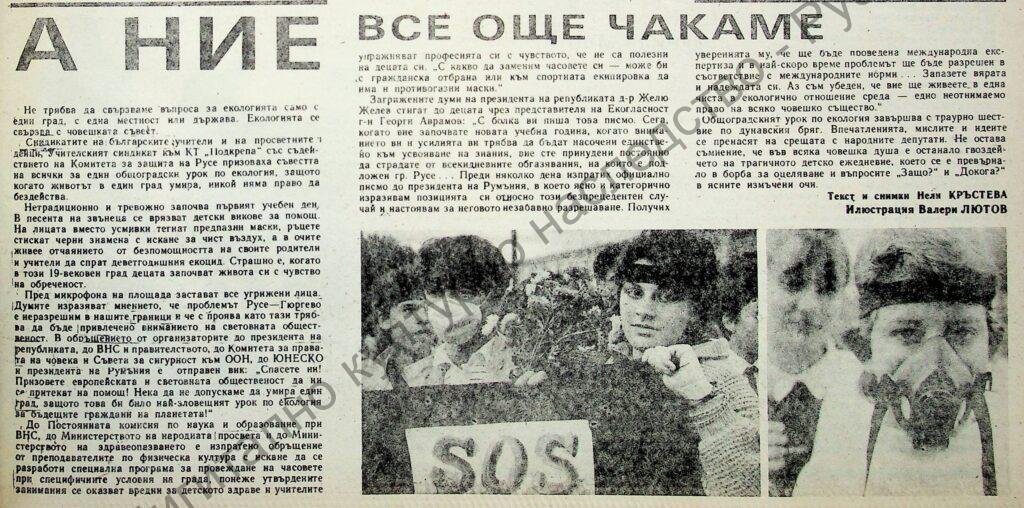 А НИЕ ВСЕ ОЩЕ ЧАКАМЕ
Не трябва да свързваме въпроса за екологията само с
един град, с една местност или държава. Екологията се
свързва с човешката съвест.
Синдикатите на българските учители и на просветните
дейци, Учителският синдикат към КТ „Подкрепа“ със съдей-
ствието на Комитета за защита на Русе призоваха съвестта
на всички за един общоградски урок по екология, защото
когато животът в един град умира, никой няма право да
бездейства.
Нетрадиционно и тревожно започва първият учебен ден.
В песента на звънеца се врязват детски викове за помощ.
На лицата вместо усмивки тегнат предпазни маски, ръцете
стискат черни знамена с искане за чист въздух, а в очите
живее отчаянието от безпомощността на своите родители
и учители да спрат деветгодишния екоцид. Страшно е, когато
в този 19-вековен град децата започват живота си с чувство
на обреченост.
Пред микрофона на площада застават все угрижени лица.
Думите изразяват мнението, че проблемът Русе—Гюргево
е неразрешим в нашите граници и че с проява като тази тряб-
ва да бъде привлечено вниманието на световната общест-
веност. В обръщението от организаторите до президента на
републиката, до ВНС и правителството, до Комитета за права-
та на човека и Съвета за сигурност към ООН, до ЮНЕСКО
и президента на Румъния е отправен вик: „Спасете ни!
Призовете европейската и световната общественост да ни
се притекат на помощ! Нека да не допускаме да умира един
град, защото това би било най-зловещият урок по екология
за бъдещите граждани на планетата!“
До Постоянната комисия по наука и образование при
ВНС, до Министерството на народната просвета и до Мини-
стерството на здравеопазването е изпратено обръщение
от преподавателите по физическа култура с искане да се
разработи специална програма за провеждане на часовете
при специфичните условия на града, понеже утвърдените
занимания се оказват вредни за детското здраве и учителите
упражняват професията си с чувството, че не са полезни
на децата си. „С какво да заменим часовете си — може би
с гражданска отбрана или към спортната екипировка да
има и противогазни маски.“
Загрижените думи на президента на републиката д-р Желю
Желев стигат до децата чрез представителя на Екогласност
г-н Георги Аврамов: „С болка ви пиша това писмо. Сега,
когато вие започвате новата учебна година, когато внима-
нието ви и усилията ви трябва да бъдат насочени единстве-
но към усвояване на знания, вие сте принудени
да страдате от всекидневните обгазявания, на които е под-
ложен гр. Русе... Преди няколко дена изпратих специално
писмо до президента на Румъния, в което е категорично
изразявам позицията си относно този безпрецедентен слу-
чай и настоявам за неговото незабавно разрешаване. Получих
уверенията му, че ще бъде поведена международна екс-
пертиза и в най-скоро време проблемът ще бъде разрешен в
съответствие с международните норми... Запазете вярата
и надеждата си. Аз съм убеден, че вие ще живеете в една
чиста в екологично отношение среда — едно неотнимаемо
право на всяко човешко същество.“
Общоградският урок по екология завършва с траурно шест-
вие по дунавския бряг. Впечатленията, мислите и идеите
се пренасят на срещата с народните депутати. Не остава
съмнение, че във всяка човешка душа е останало гвоздей-
чето на трагичното детско ежедневие, което се е превърна-
ло в борба за оцеляване и въпросите „Защо?“ и „Докога?“
в ясните измъчени очи.
Текст и снимки Нели КРЪСТЕВА
Илюстрация Валери ЛЮТОВ
SOS
Дигитално културно наследство - Русе